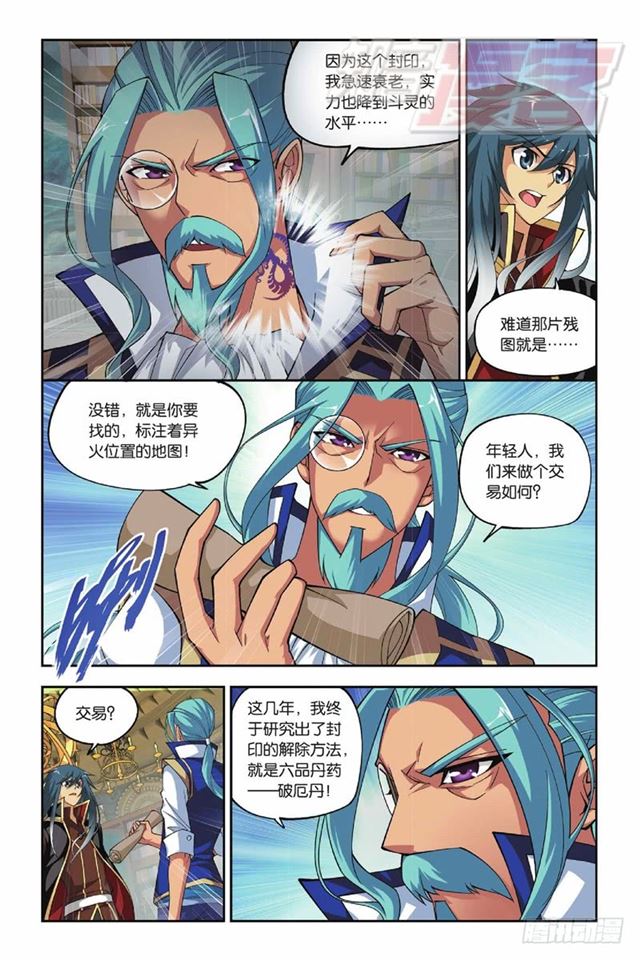 因为这个封印，
我急速衰老，实
力也降到斗灵的
水平……
难道那片残
图就是……
没错，就是你要
找的，标注着异
火位置的地图！
年轻人，我
们来做个交
易如何？
交易？
这几年，我终
于研究出了封
印的解除方法，
就是六品丹药
——破厄丹！
腾讯动漫